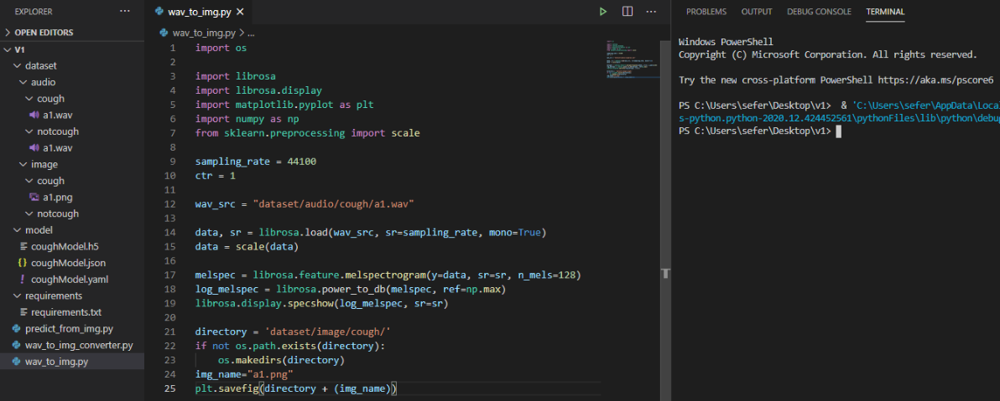 EXPLORER
OPEN EDITORS
V1
dataset
audio
cough
a1.wav
notcough
a1.wav
image
cough
a1.png
notcough
model
coughModel.h5
{} coughModel.json
! coughModel.yaml
requirements
requirements.txt
predict_from_img.py
wav_to_img_converter.py
wav_to_img.py
wav_to_img.py
wav_to_img.py > ...
1 import os
2
3 import librosa
4 import librosa.display
5 import matplotlib.pyplot as plt
6 import numpy as np
7 from sklearn.preprocessing import scale
8
9 sampling_rate = 44100
10 ctr = 1
11
12 wav_src = "dataset/audio/cough/a1.wav"
13
14 data, sr = librosa.load(wav_src, sr=sampling_rate, mono=True)
15 data = scale(data)
16
17 melspec = librosa.feature.melspectrogram(y=data, sr=sr, n_mels=128)
18 log_melspec = librosa.power_to_db(melspec, ref=np.max)
19 librosa.display.specshow(log_melspec, sr=sr)
20
21 directory = 'dataset/image/cough/'
22 if not os.path.exists(directory):
23     os.makedirs(directory)
24 img_name="a1.png"
25 plt.savefig(directory + (img_name))
PROBLEMS OUTPUT DEBUG CONSOLE TERMINAL
Windows PowerShell
Copyright (C) Microsoft Corporation. All rights reserved.
Try the new cross-platform PowerShell https://aka.ms/pscore6
PS C:\Users\sefer\Desktop\v1>  & 'C:\Users\sefer\AppData\Loca
s-python.python-2020.12.424452561\pythonFiles\lib\python\debug
PS C:\Users\sefer\Desktop\v1>